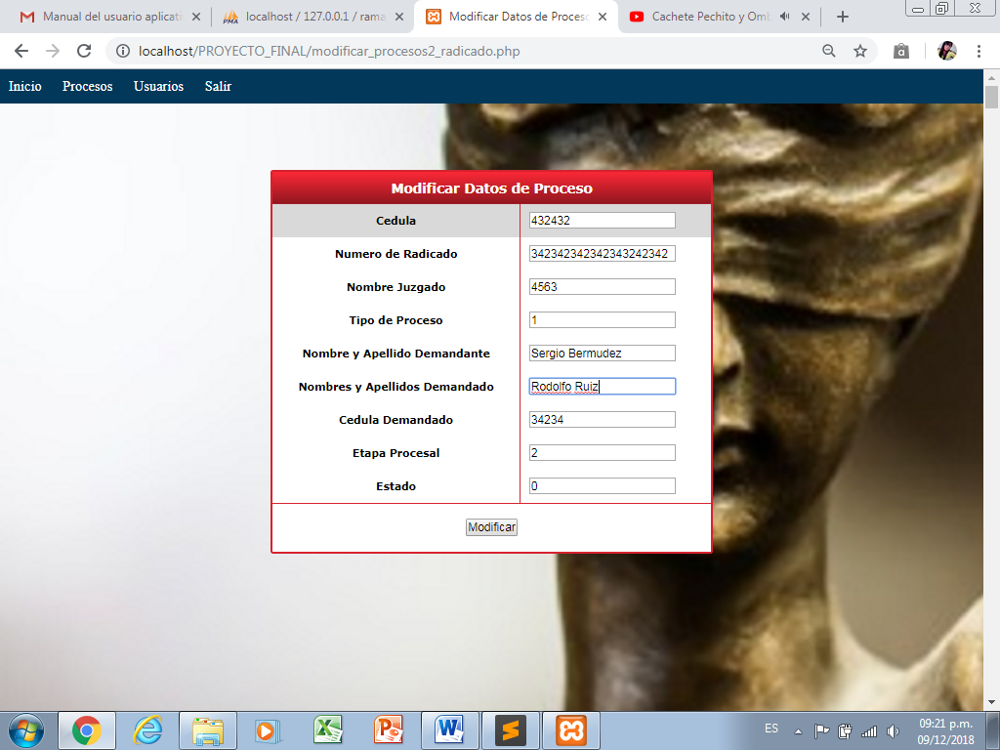 Manual del usuario aplicati
localhost / 127.0.0.1 / rama
Modificar Datos de Proceso
Cachete Pechito y Omb
localhost/PROYECTO_FINAL/modificar_procesos2_radicado.php
Inicio Procesos Usuarios Salir
Modificar Datos de Proceso
Cedula 432432
Numero de Radicado 342342342342343242342
Nombre Juzgado 4563
Tipo de Proceso 1
Nombre y Apellido Demandante Sergio Bermudez
Nombres y Apellidos Demandado Rodolfo Ruiz
Cedula Demandado 34234
Etapa Procesal 2
Estado 0
Modificar
ES
09:21 p.m.
09/12/2018